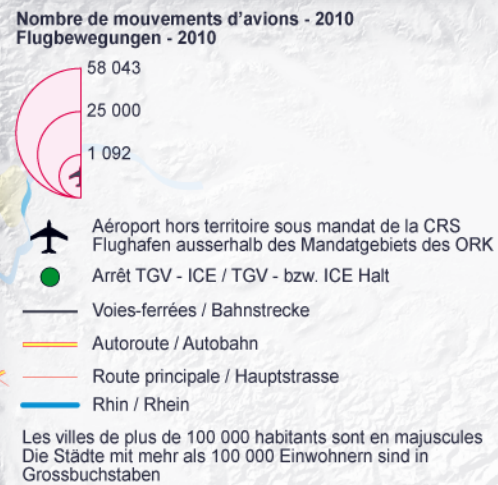 Nombre de mouvements d’avions - 2010
Flugbewegungen - 2010
58 043
25 000
1 092
Aéroport hors territoire sous mandat de la CRS
Flughafen ausserhalb des Mandatgebiets des ORK
Arrêt TGV - ICE / TGV - bzw. ICE Halt
Voies-ferrées / Bahnstrecke
Autoroute / Autobahn
Route principale / Hauptstrasse
Rhin / Rhein
Les villes de plus de 100 000 habitants sont en majuscules
Die Städte mit mehr als 100 000 Einwohnern sind in
Grossbuchstaben